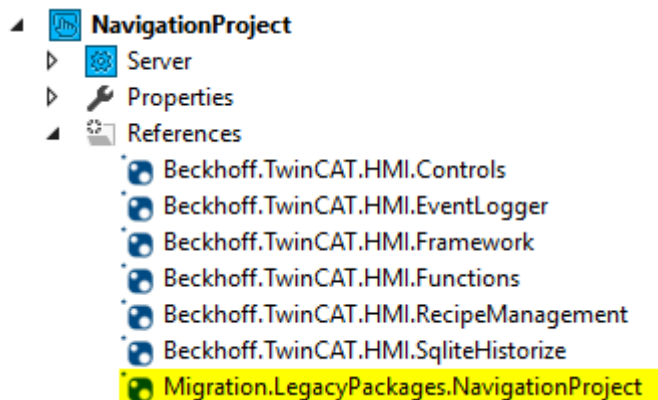 NavigationProject
Server
Properties
References
Beckhoff.TwinCAT.HMI.Controls
Beckhoff.TwinCAT.HMI.EventLogger
Beckhoff.TwinCAT.HMI.Framework
Beckhoff.TwinCAT.HMI.Functions
Beckhoff.TwinCAT.HMI.RecipeManagement
Beckhoff.TwinCAT.HMI.SqliteHistorize
Migration.LegacyPackages.NavigationProject